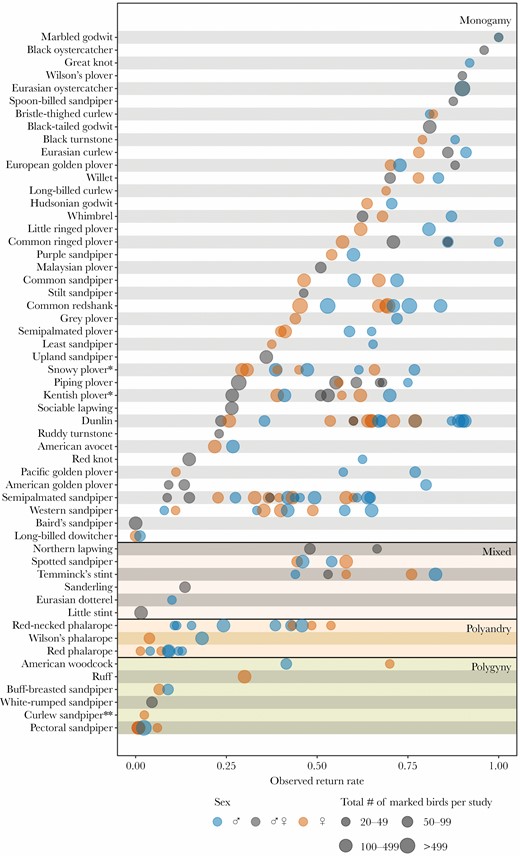 Monogamy
Marbled godwit
Black oystercatcher
Great knot
Wilson's plover
Eurasian oystercatcher
Spoon-billed sandpiper
Bristle-thighed curlew
Black-tailed godwit
Black turnstone
Eurasian curlew
European golden plover
Willet
Long-billed curlew
Hudsonian godwit
Whimbrel
Little ringed plover
Common ringed plover
Purple sandpiper
Malaysian plover
Common sandpiper
Stilt sandpiper
Common redshank
Grey plover
Semipalmated plover
Least sandpiper
Upland sandpiper
Snowy plover*
Piping plover
Kentish plover*
Sociable lapwing
Dunlin
Ruddy turnstone
American avocet
Red knot
Pacific golden plover
American golden plover
Semipalmated sandpiper
Western sandpiper
Baird's sandpiper
Long-billed dowitcher
Northern lapwing Mixed
Spotted sandpiper
Temminck's stint
Sanderling
Eurasian dotterel
Little stint
Red-necked phalarope Polyandry
Wilson's phalarope
Red phalarope
American woodcock Polygyny
Ruff
Buff-breasted sandpiper
White-rumped sandpiper
Curlew sandpiper**
Pectoral sandpiper
0.00 0.25 0.50 0.75 1.00
Observed return rate
Sex Total # of marked birds per study
♂ ♂♀ ♀ 20–49 50–99
100–499 >499